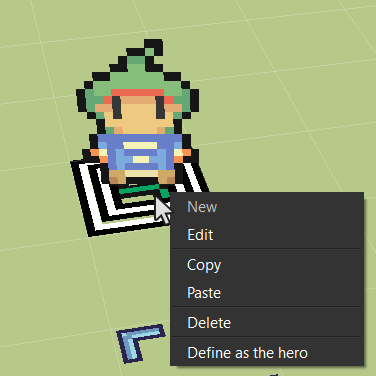 New
Edit
Copy
Paste
Delete
Define as the hero